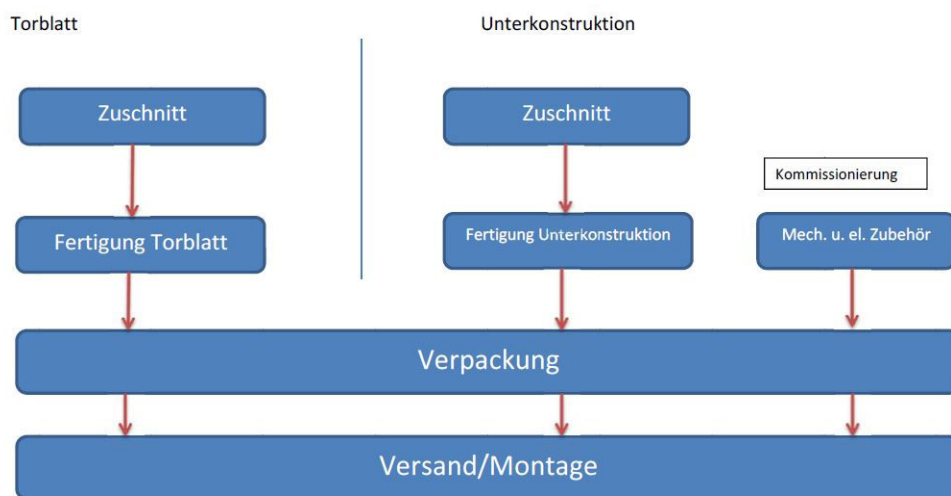 Torblatt
Unterkonstruktion
Zuschnitt
Zuschnitt
Kommissionierung
Fertigung Torblatt
Fertigung Unterkonstruktion
Mech. u. el. Zubehör
Verpackung
Versand/Montage